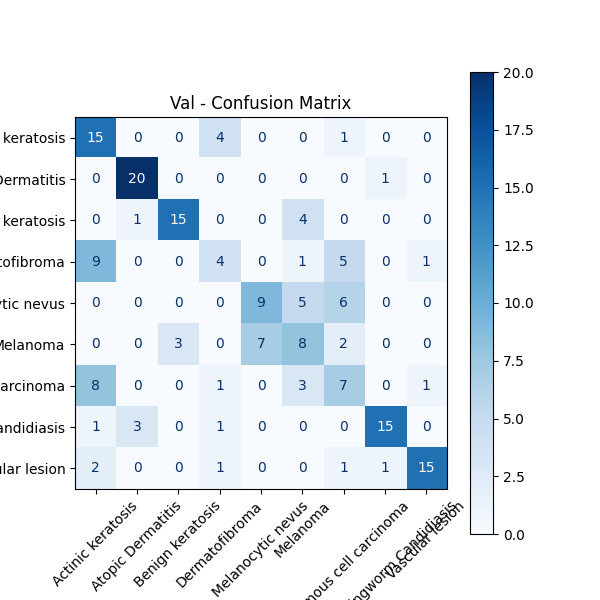 Val - Confusion Matrix
keratosis 15 0 0 4 0 0 1 0 0
Dermatitis 0 20 0 0 0 0 0 1 0
keratosis 0 1 15 0 0 4 0 0 0
tofibroma 9 0 0 4 0 1 5 0 1
ytic nevus 0 0 0 0 9 5 6 0 0
Melanoma 0 0 3 0 7 8 2 0 0
arcinoma 8 0 0 1 0 3 7 0 1
andidiasis 1 3 0 1 0 0 0 15 0
ular lesion 2 0 0 1 0 0 1 1 15
Actinic keratosis
Atopic Dermatitis
Benign keratosis
Dermatofibroma
Melanocytic nevus
Melanoma
mous cell carcinoma
ngworm Candidiasis
Vascular lesion
20.0
17.5
15.0
12.5
10.0
7.5
5.0
2.5
0.0